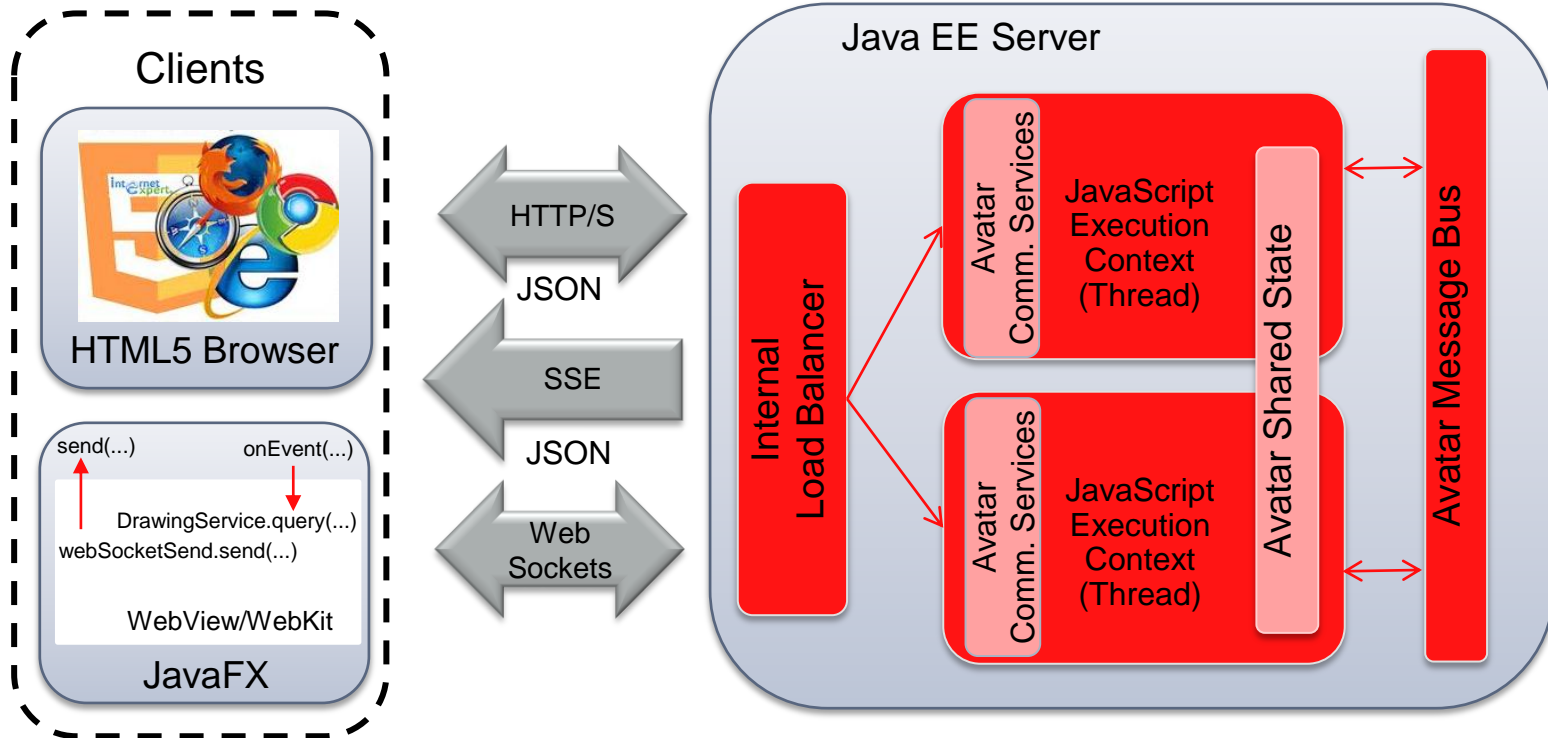 Clients
Internet
Expert
HTML5 Browser
send(...)
onEvent(...)
DrawingService.query(...)
webSocketSend.send(...)
WebView/WebKit
JavaFX
HTTP/S
JSON
SSE
JSON
Web
Sockets
Java EE Server
Internal
Load Balancer
Avatar
Comm. Services
JavaScript
Execution
Context
(Thread)
Avatar
Comm. Services
JavaScript
Execution
Context
(Thread)
Avatar Shared State
Avatar Message Bus